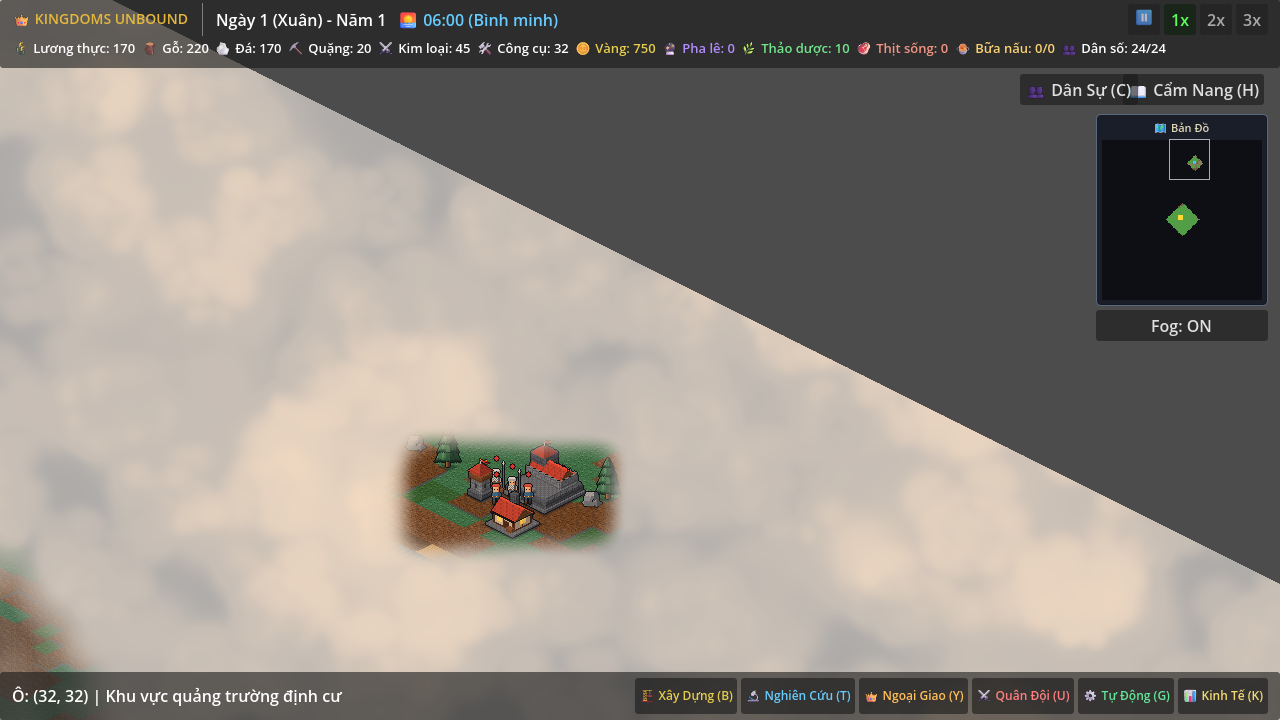 KINGDOMS UNBOUND
Ngày 1 (Xuân) - Năm 1
06:00 (Bình minh)
1x
2x
3x
Lương thực: 170
Gỗ: 220
Đá: 170
Quặng: 20
Kim loại: 45
Công cụ: 32
Vàng: 750
Pha lê: 0
Thảo dược: 10
Thịt sống: 0
Bữa nấu: 0/0
Dân số: 24/24
Dân Sự (C)
Cẩm Nang (H)
Bản Đồ
Fog: ON
Ô: (32, 32) | Khu vực quảng trường định cư
Xây Dựng (B)
Nghiên Cứu (T)
Ngoại Giao (Y)
Quân Đội (U)
Tự Động (G)
Kinh Tế (K)